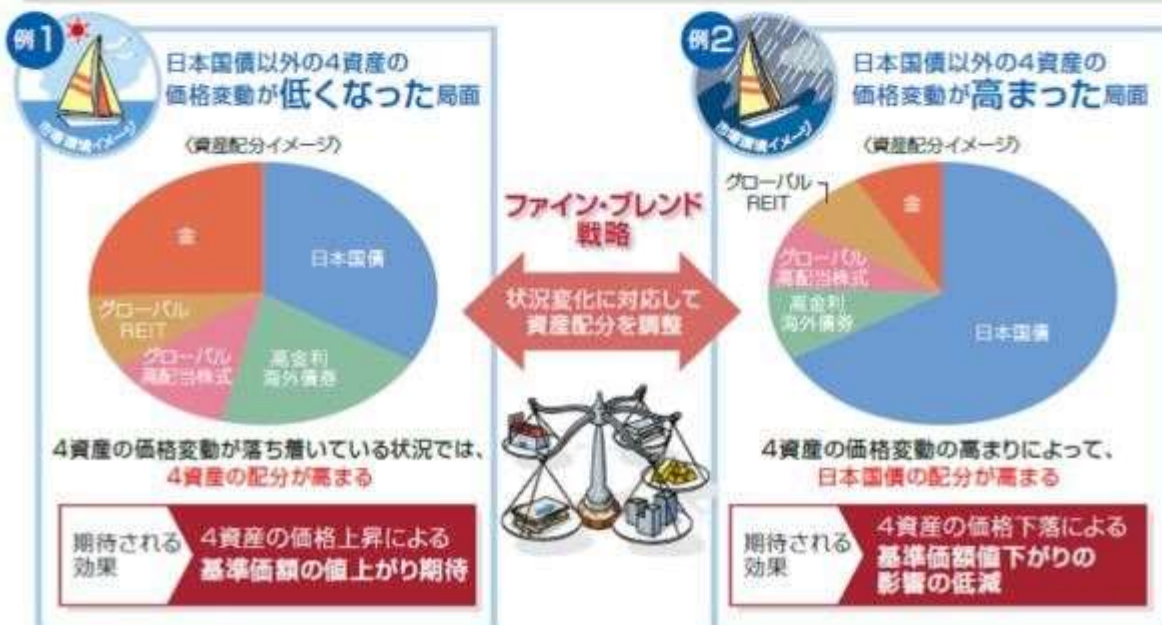 例1
日本国債以外の4資産の
価格変動が低くなった局面
市場環境イメージ
〈資産配分イメージ〉
金
日本国債
グローバル
REIT
グローバル
高配当株式
高金利
海外債券
4資産の価格変動が落ち着いている状況では、
4資産の配分が高まる
期待される
効果
4資産の価格上昇による
基準価額の値上がり期待
ファイン・ブレンド
戦略
状況変化に対応して
資産配分を調整
例2
日本国債以外の4資産の
価格変動が高まった局面
市場環境イメージ
〈資産配分イメージ〉
グローバル
REIT
金
グローバル
高配当株式
高金利
海外債券
日本国債
4資産の価格変動の高まりによって、
日本国債の配分が高まる
期待される
効果
4資産の価格下落による
基準価額値下がりの
影響の低減